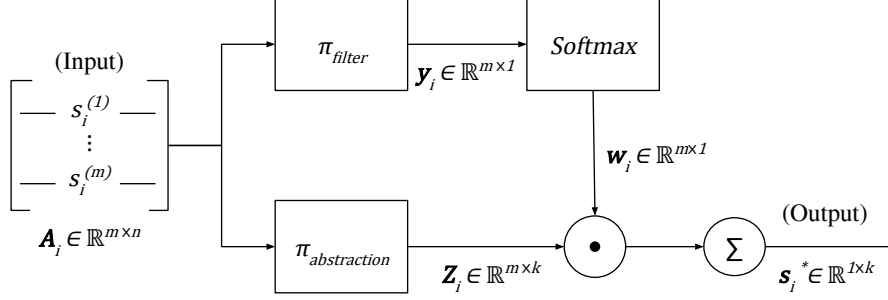 (Input)
s_i^(1)
⋮
s_i^(m)
A_i ∈ ℝ^{m×n}
π_filter
y_i ∈ ℝ^{m×1}
Softmax
w_i ∈ ℝ^{m×1}
π_abstraction
Z_i ∈ ℝ^{m×k}
•
Σ
(Output)
s_i^* ∈ ℝ^{1×k}